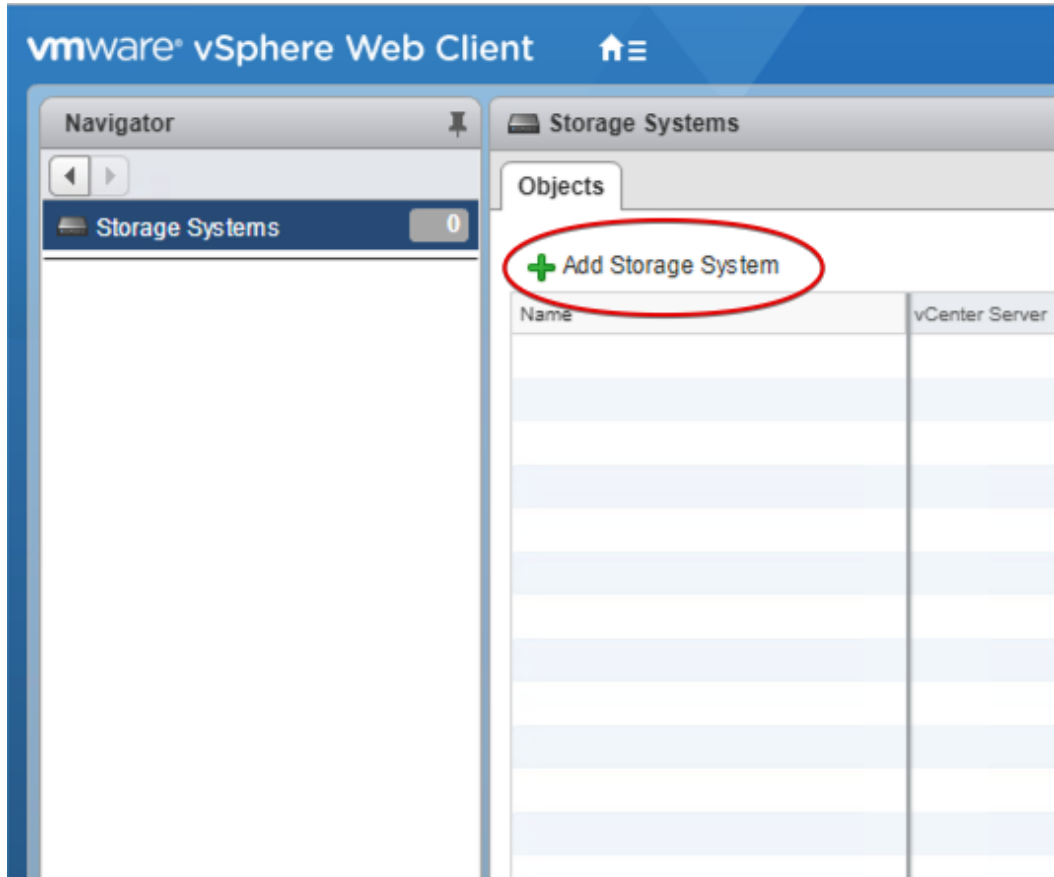 vmware® vSphere Web Client
Navigator
Storage Systems 0
Storage Systems
Objects
Add Storage System
Name vCenter Server